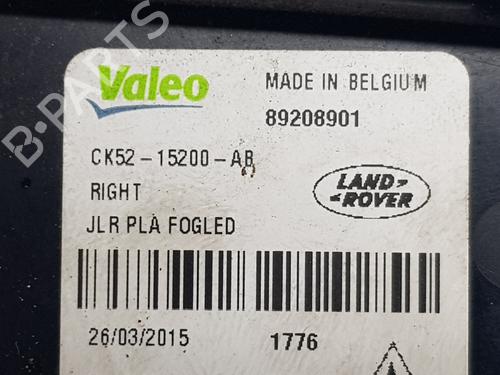 B-PARTS
Valeo
MADE IN BELGIUM
89208901
CK52-15200-AB
RIGHT
LAND
ROVER
JLR PLA FOGLED
26/03/2015
1776